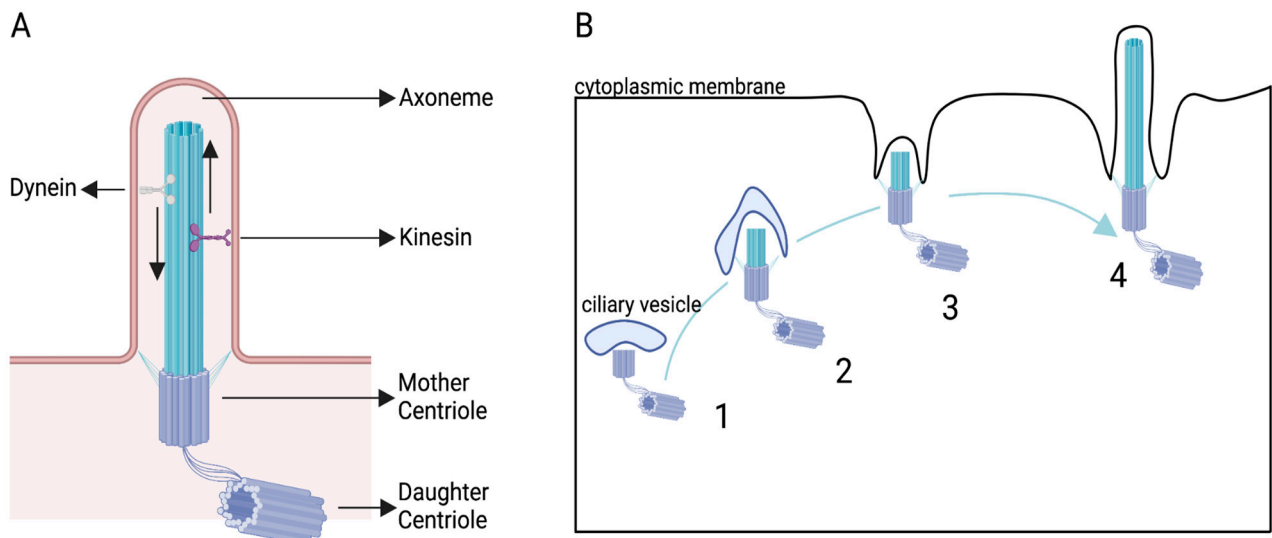 A
Axoneme
Dynein
Kinesin
Mother
Centriole
Daughter
Centriole
B
cytoplasmic membrane
ciliary vesicle
1
2
3
4